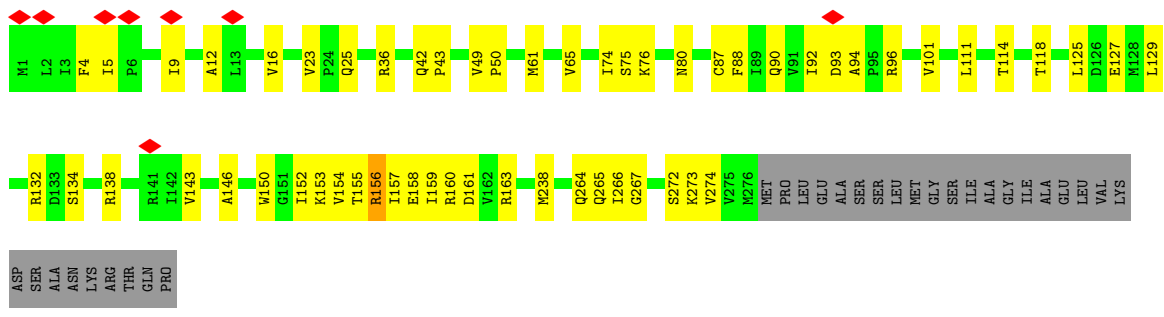 M1 L2 I3 F4 I5 P6 I9 A12 L13 V16 V23 P24 Q25 R36 Q42 P43 V49 P50 M61 V65 I74 S75 K76 N80 C87 F88 I89 Q90 V91 I92 D93 A94 P95 R96 V101 L111 T114 T118 L125 D126 E127 M128 L129
R132 D133 S134 R138 R141 I142 V143 A146 W150 G151 I152 K153 V154 T155 R156 I157 E158 I159 R160 D161 V162 R163 M238 Q264 Q265 I266 G267 S272 K273 V274 V275 M276 MET PRO LEU GLU ALA SER SER LEU MET GLY SER ILE ALA GLY ILE ALA GLU LEU VAL LYS
ASP SER ALA ASN LYS ARG THR GLN PRO